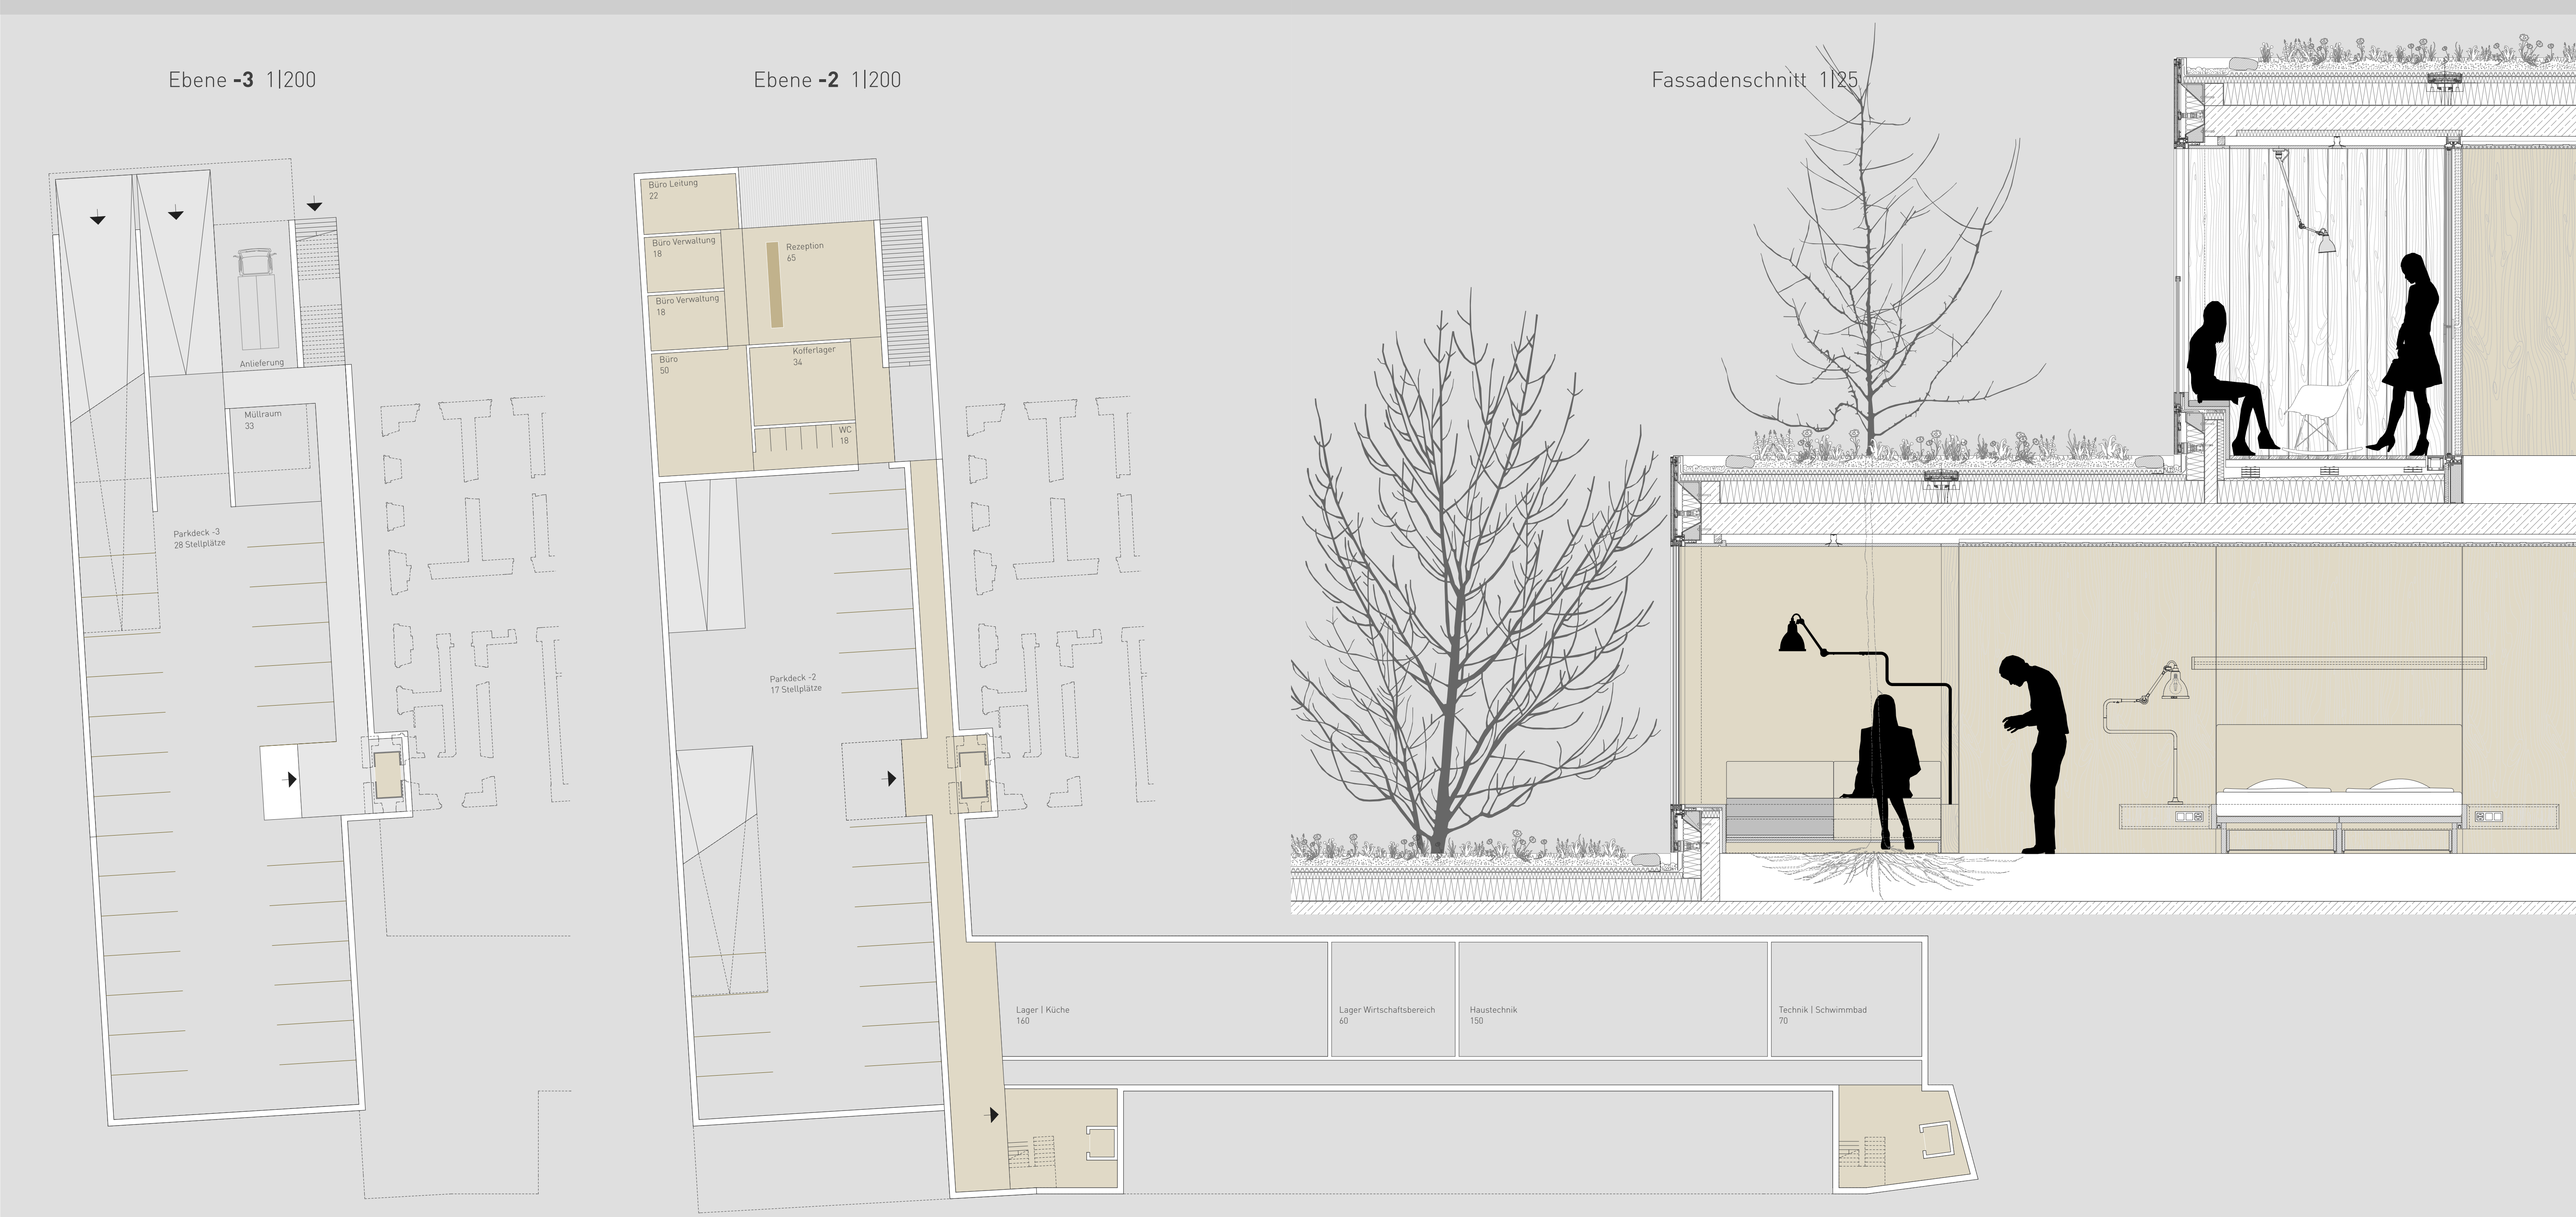 Ebene -3 1|200
Ebene -2 1|200
Fassadenschnitt 1|25
Anlieferung
Müllraum
33
Parkdeck -3
28 Stellplätze
Büro Leitung
22
Büro Verwaltung
18
Büro Verwaltung
18
Büro
50
Rezeption
65
Kofferlager
34
WC
18
Parkdeck -2
17 Stellplätze
Lager | Küche
160
Lager Wirtschaftsbereich
60
Haustechnik
150
Technik | Schwimmbad
70